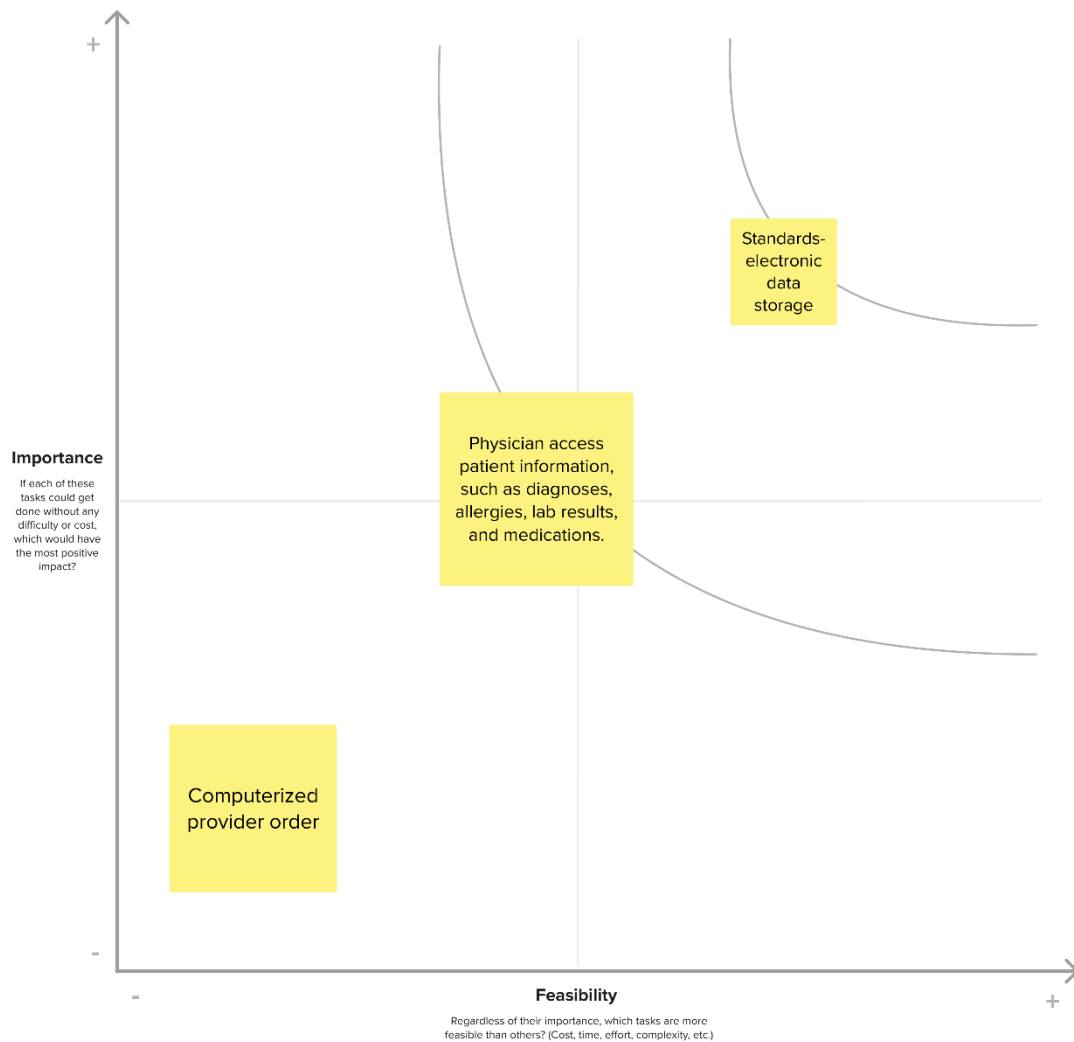 +
Standards-
electronic
data
storage
Physician access
patient information,
such as diagnoses,
allergies, lab results,
and medications.
Importance
If each of these
tasks could get
done without any
difficulty or cost,
which would have
the most positive
impact?
Computerized
provider order
-
-
Feasibility
+
Regardless of their importance, which tasks are more
feasible than others? (Cost, time, effort, complexity, etc.)